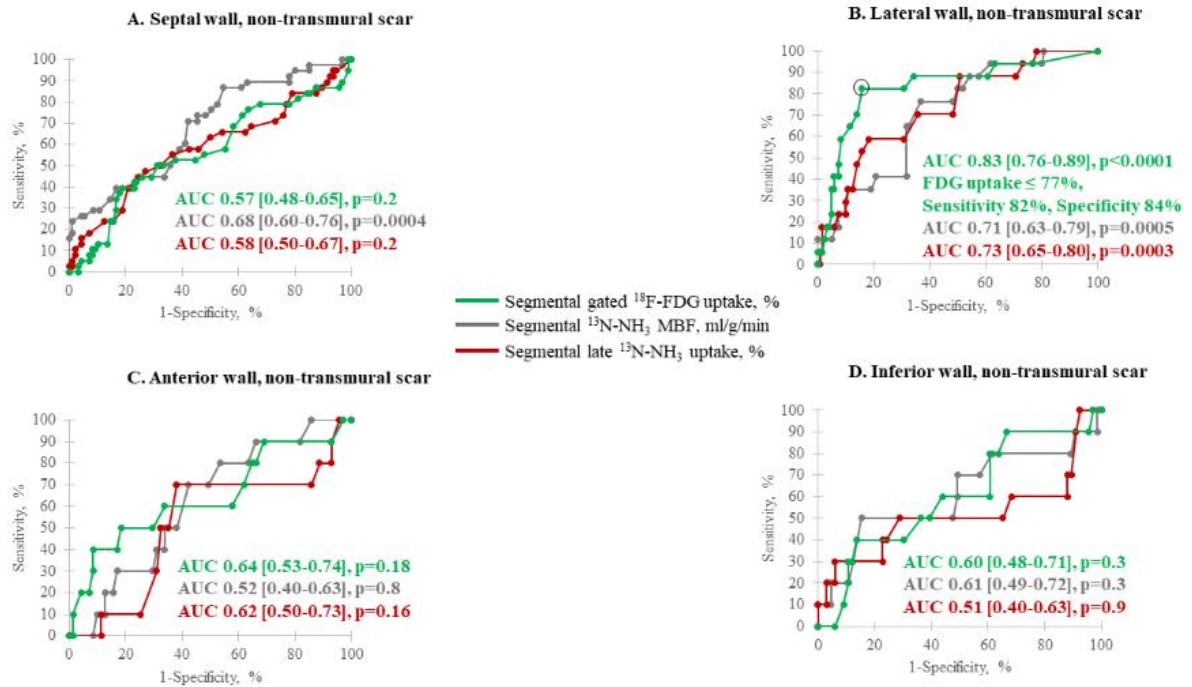 A. Septal wall, non-transmural scar
100
90
80
70
60
50
40
30
20
10
0
Sensitivity, %
0 20 40 60 80 100
1-Specificity, %
AUC 0.57 [0.48-0.65], p=0.2
AUC 0.68 [0.60-0.76], p=0.0004
AUC 0.58 [0.50-0.67], p=0.2
B. Lateral wall, non-transmural scar
100
90
80
70
60
50
40
30
20
10
0
Sensitivity, %
0 20 40 60 80 100
1-Specificity, %
AUC 0.83 [0.76-0.89], p<0.0001
FDG uptake ≤ 77%,
Sensitivity 82%, Specificity 84%
AUC 0.71 [0.63-0.79], p=0.0005
AUC 0.73 [0.65-0.80], p=0.0003
Segmental gated ¹⁸F-FDG uptake, %
Segmental ¹³N-NH₃ MBF, ml/g/min
Segmental late ¹³N-NH₃ uptake, %
C. Anterior wall, non-transmural scar
100
90
80
70
60
50
40
30
20
10
0
Sensitivity, %
0 20 40 60 80 100
1-Specificity, %
AUC 0.64 [0.53-0.74], p=0.18
AUC 0.52 [0.40-0.63], p=0.8
AUC 0.62 [0.50-0.73], p=0.16
D. Inferior wall, non-transmural scar
100
90
80
70
60
50
40
30
20
10
0
Sensitivity, %
0 20 40 60 80 100
1-Specificity, %
AUC 0.60 [0.48-0.71], p=0.3
AUC 0.61 [0.49-0.72], p=0.3
AUC 0.51 [0.40-0.63], p=0.9